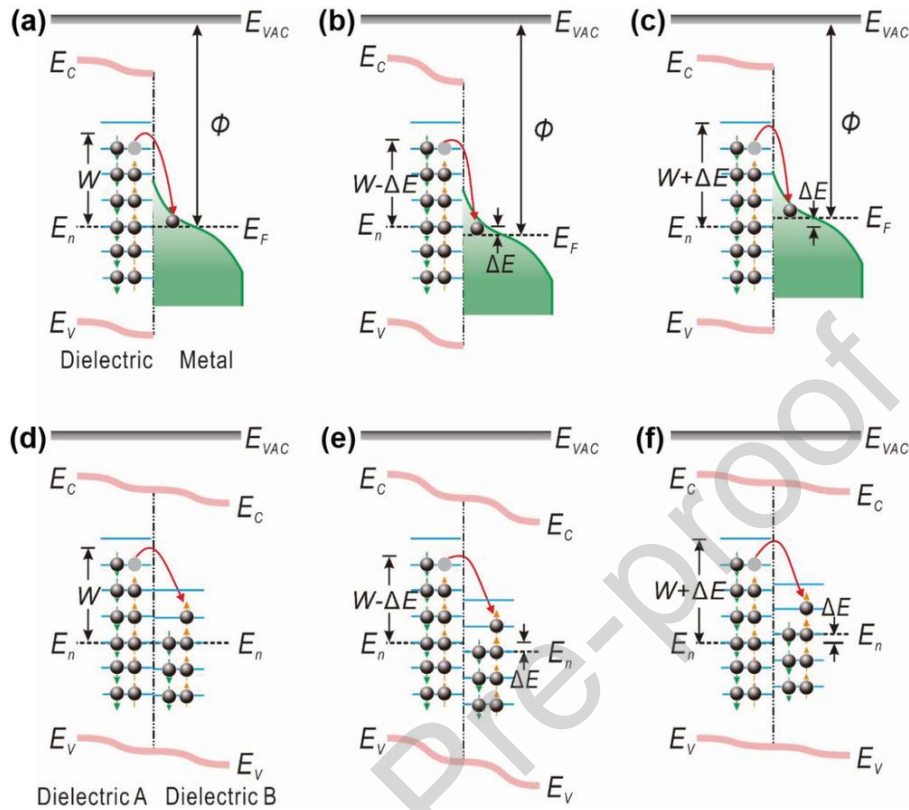 (a)
E_VAC
E_C
Φ
W
E_n
E_F
E_V
Dielectric Metal
(b)
E_VAC
E_C
Φ
W-ΔE
E_n
E_F
ΔE
E_V
(c)
E_VAC
E_C
Φ
W+ΔE
ΔE
E_n
E_F
E_V
(d)
E_VAC
E_C
E_C
W
E_n
E_n
E_V
E_V
Dielectric A Dielectric B
(e)
E_VAC
E_C
E_C
W-ΔE
E_n
E_n
ΔE
E_V
E_V
(f)
E_VAC
E_C
E_C
W+ΔE
ΔE
E_n
E_n
E_V
E_V
Pre-proof